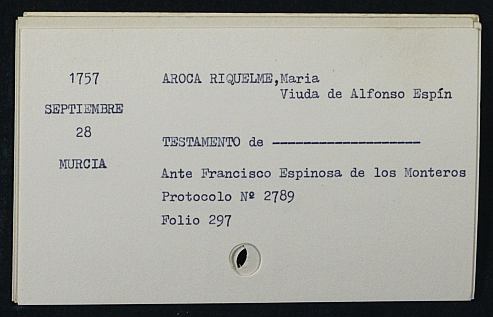 1757
SEPTIEMBRE
28
MURCIA
AROCA RIQUELME,Maria
Viuda de Alfonso Espín
TESTAMENTO de -------------------
Ante Francisco Espinosa de los Monteros
Protocolo Nº 2789
Folio 297